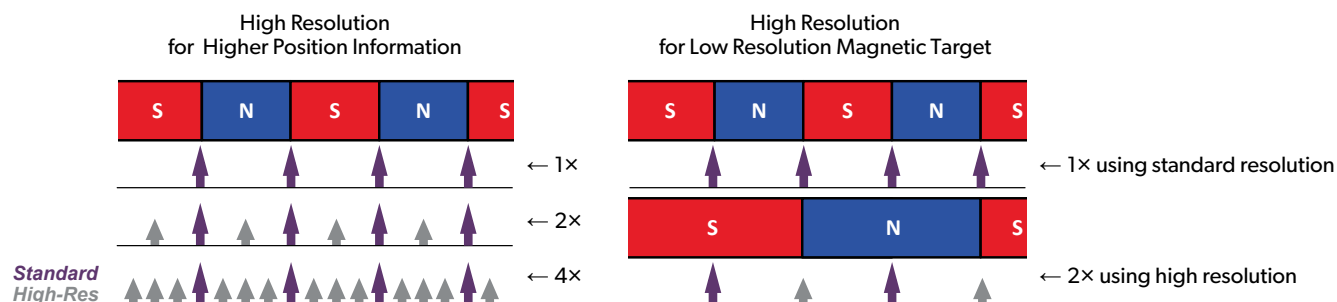 High Resolution
for Higher Position Information
S N S N S
← 1×
← 2×
Standard
High-Res
← 4×
High Resolution
for Low Resolution Magnetic Target
S N S N S
← 1× using standard resolution
S N S
← 2× using high resolution